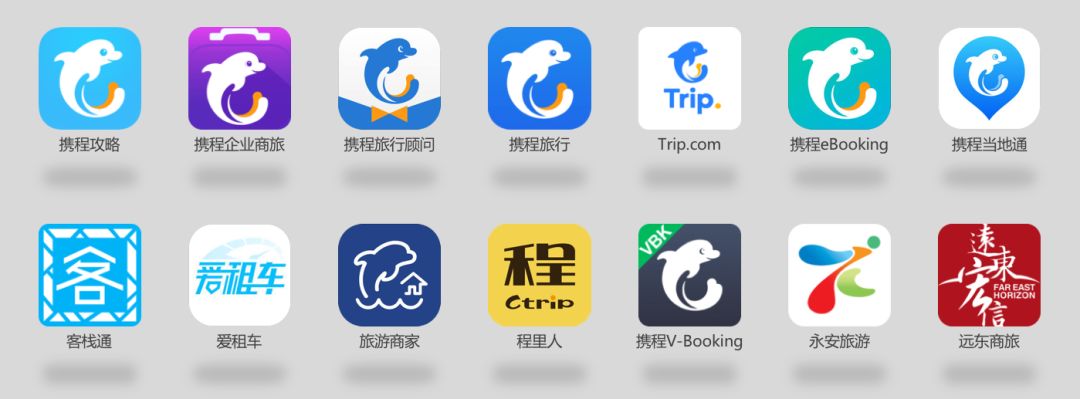 Trip.
携程攻略
携程企业商旅
携程旅行顾问
携程旅行
Trip.com
携程eBooking
携程当地通
客
爱租车
程
Ctrip
VBK
遠東
宏信
FAR EAST
HORIZON
客栈通
爱租车
旅游商家
程里人
携程V-Booking
永安旅游
远东商旅